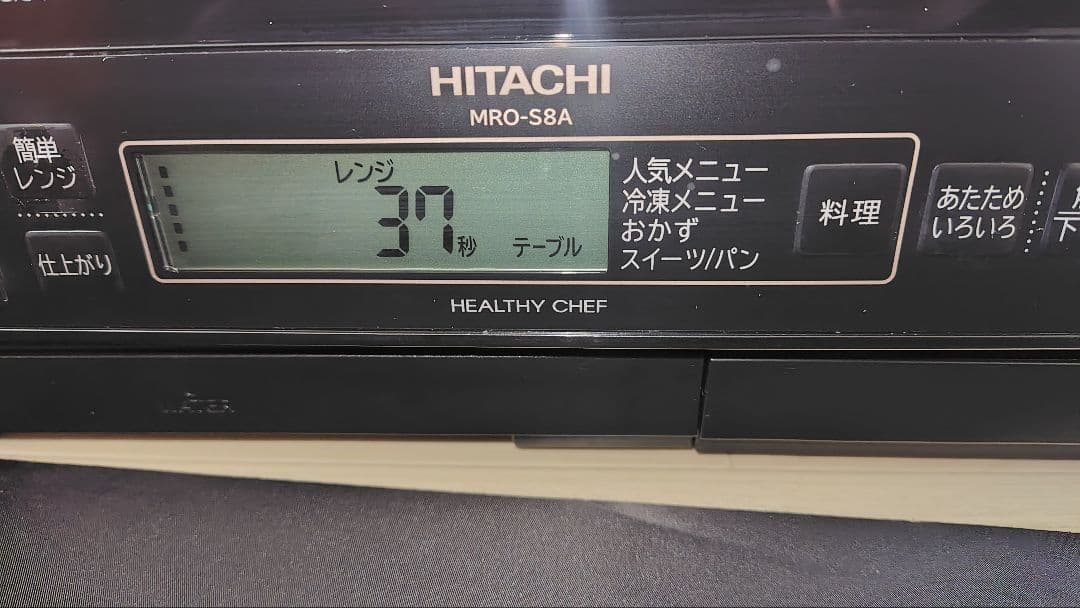 HITACHI
MRO-S8A
簡単
レンジ
仕上がり
レンジ
37秒
テーブル
人気メニュー
冷凍メニュー
おかず
スイーツ/パン
料理
あたため
いろいろ
下
HEALTHY CHEF
WATER